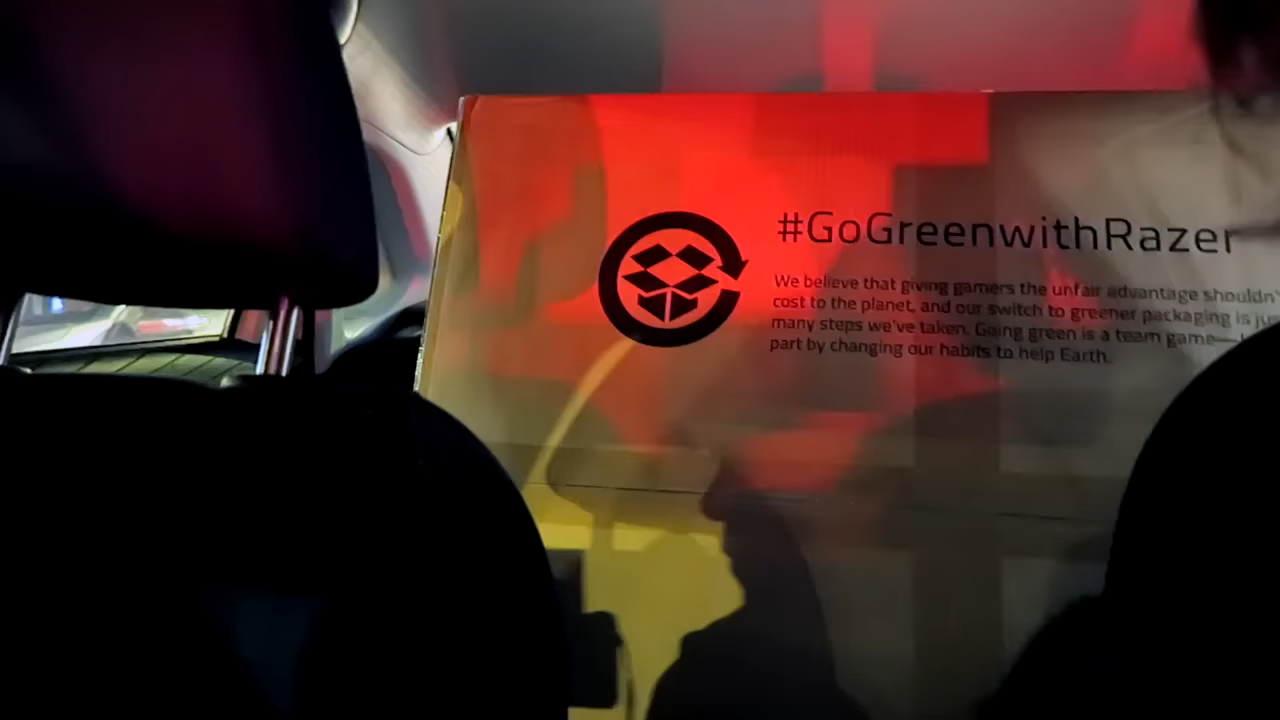 #GoGreenwithRazer
We believe that giving gamers the unfair advantage shouldn'
cost to the planet, and our switch to greener packaging is jus
many steps we've taken. Going green is a team game—
part by changing our habits to help Earth.